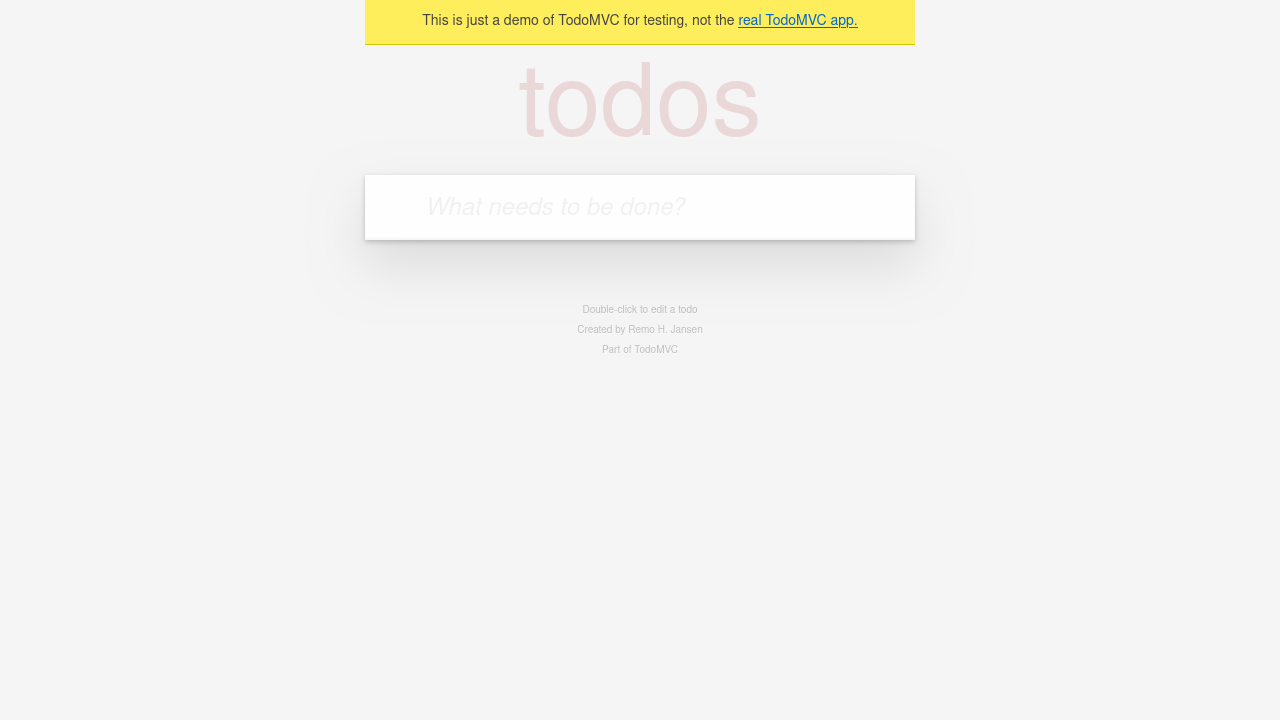 This is just a demo of TodoMVC for testing, not the real TodoMVC app.
todos
What needs to be done?
Double-click to edit a todo
Created by Remo H. Jansen
Part of TodoMVC